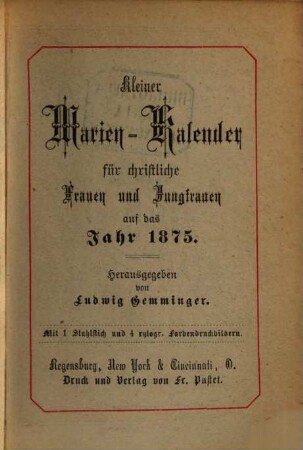 Kleiner
Marien-Kalender
für christliche
Frauen und Jungfrauen
auf das
Jahr 1875.
Herausgegeben
von
Ludwig Gemminger.
Mit 1 Stahlstich und 4 xylogr. Farbendruckbildern.
Regensburg, New York & Cincinnati, O.
Druck und Verlag von Fr. Pustet.